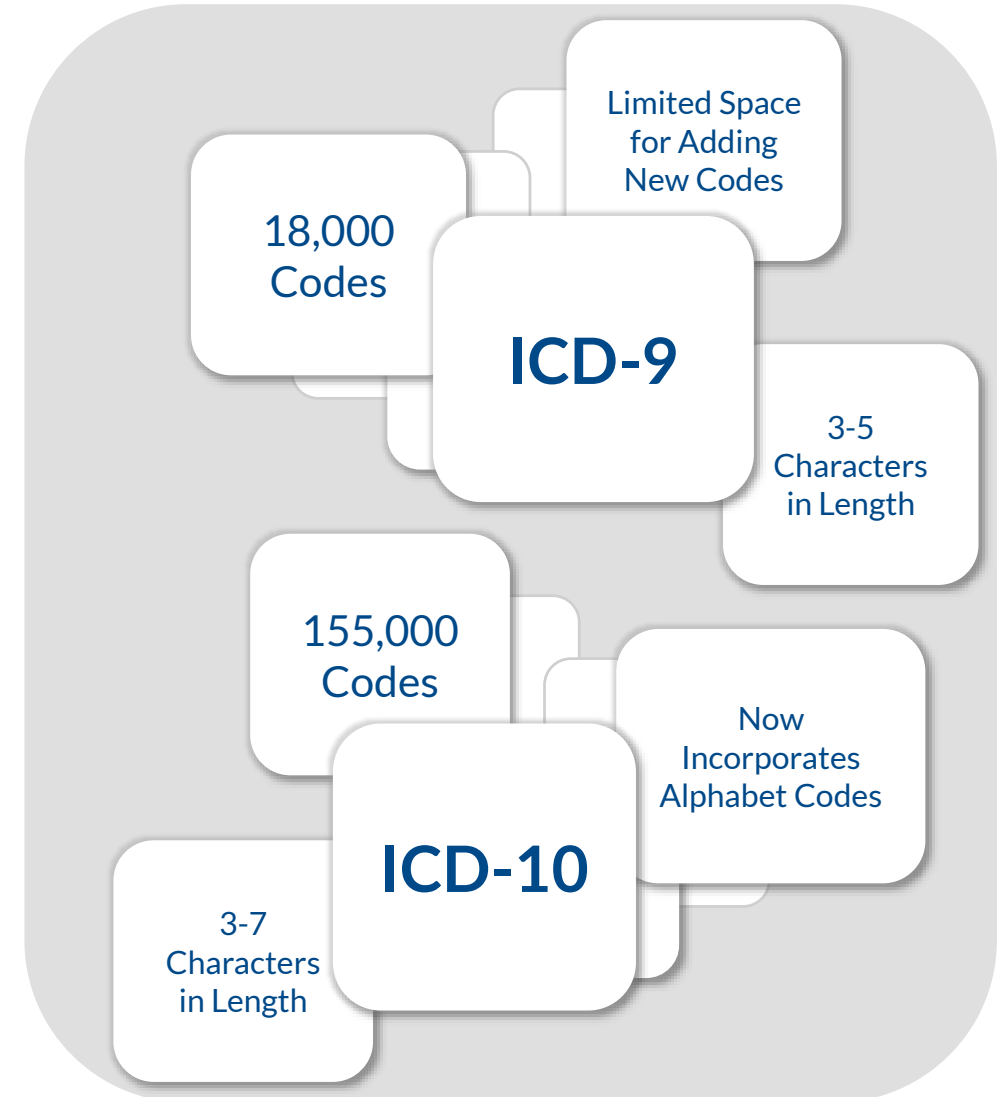 Limited Space
for Adding
New Codes
18,000
Codes
ICD-9
3-5
Characters
in Length
155,000
Codes
Now
Incorporates
Alphabet Codes
ICD-10
3-7
Characters
in Length